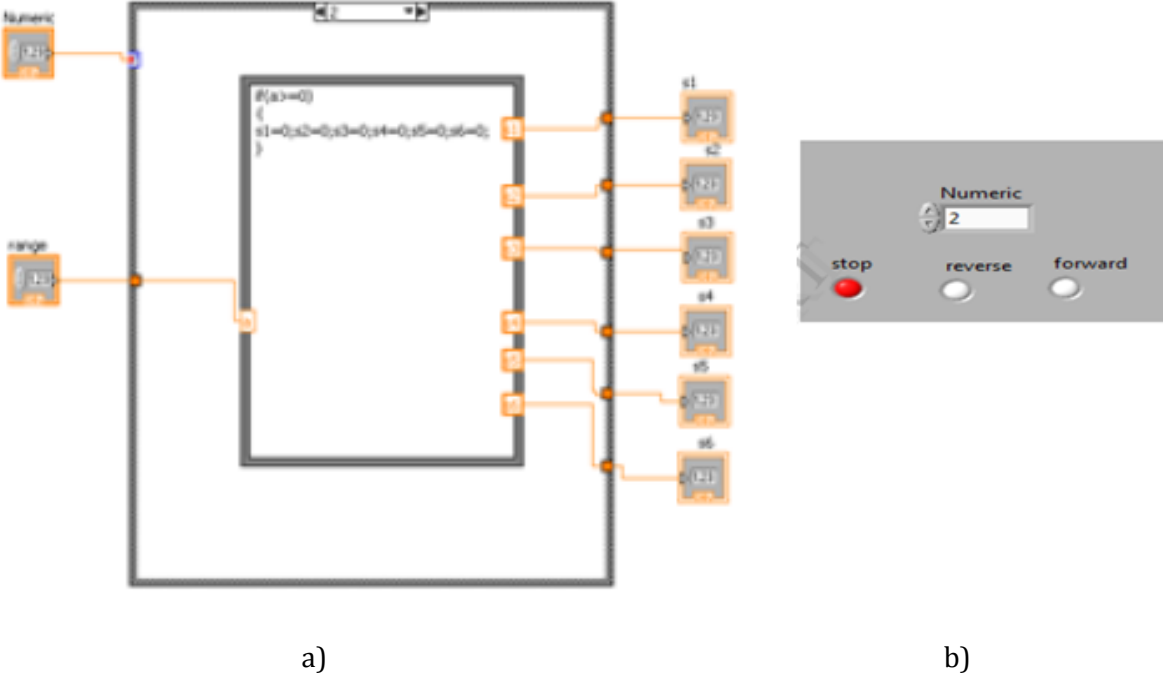 Numeric
2
if(a>=0)
{
s1=0;s2=0;s3=0;s4=0;s5=0;s6=0;
}
range
s1
s2
s3
s4
s5
s6
Numeric
2
stop
reverse
forward
a)
b)